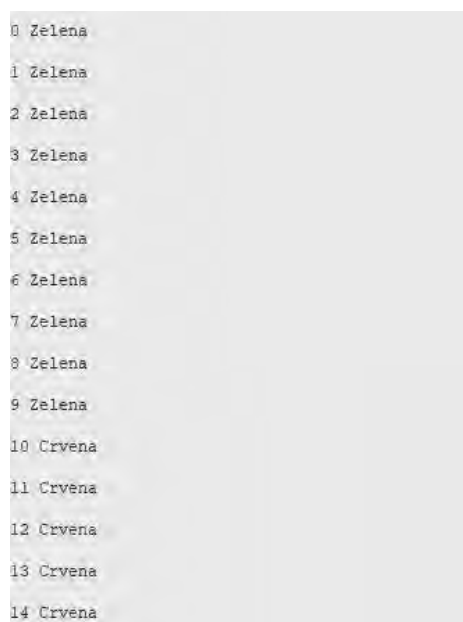 0 Zelena
1 Zelena
2 Zelena
3 Zelena
4 Zelena
5 Zelena
6 Zelena
7 Zelena
8 Zelena
9 Zelena
10 Crvena
11 Crvena
12 Crvena
13 Crvena
14 Crvena